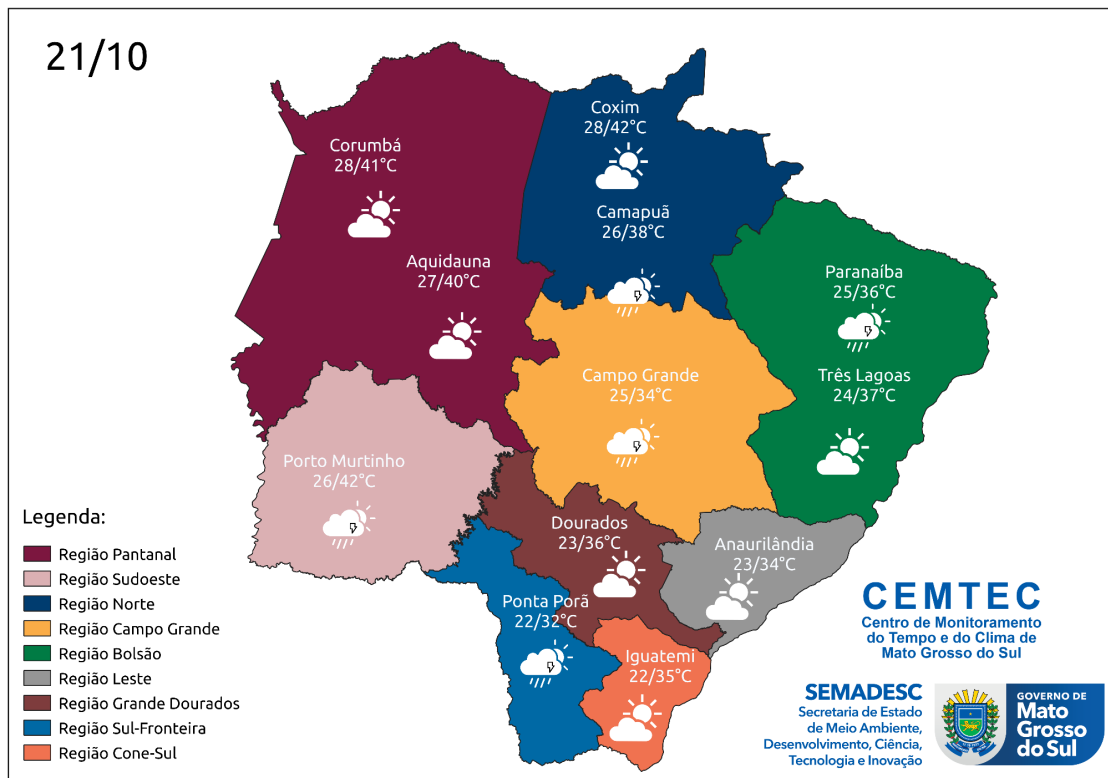 21/10
Coxim
28/42°C
Corumbá
28/41°C
Camapuã
26/38°C
Aquidauna
27/40°C
Paranaíba
25/36°C
Campo Grande
25/34°C
Três Lagoas
24/37°C
Porto Murtinho
26/42°C
Dourados
23/36°C
Anaurilândia
23/34°C
Ponta Porã
22/32°C
Iguatemi
22/35°C
Legenda:
Região Pantanal
Região Sudoeste
Região Norte
Região Campo Grande
Região Bolsão
Região Leste
Região Grande Dourados
Região Sul-Fronteira
Região Cone-Sul
CEMTEC
Centro de Monitoramento
do Tempo e do Clima de
Mato Grosso do Sul
SEMADESC
Secretaria de Estado
de Meio Ambiente,
Desenvolvimento, Ciência,
Tecnologia e Inovação
GOVERNO DE
Mato
Grosso
do Sul